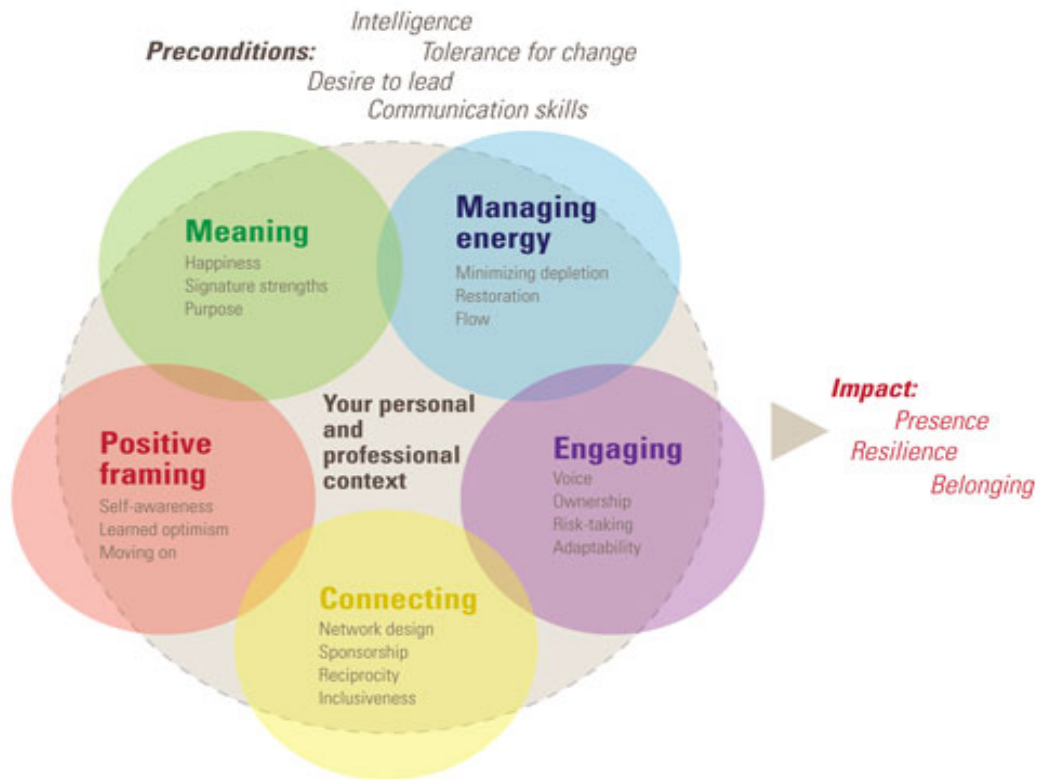 Intelligence
Preconditions:
Tolerance for change
Desire to lead
Communication skills
Meaning
Happiness
Signature strengths
Purpose
Managing
energy
Minimizing depletion
Restoration
Flow
Positive
framing
Self-awareness
Learned optimism
Moving on
Your personal
and
professional
context
Engaging
Voice
Ownership
Risk-taking
Adaptability
Connecting
Network design
Sponsorship
Reciprocity
Inclusiveness
Impact:
Presence
Resilience
Belonging